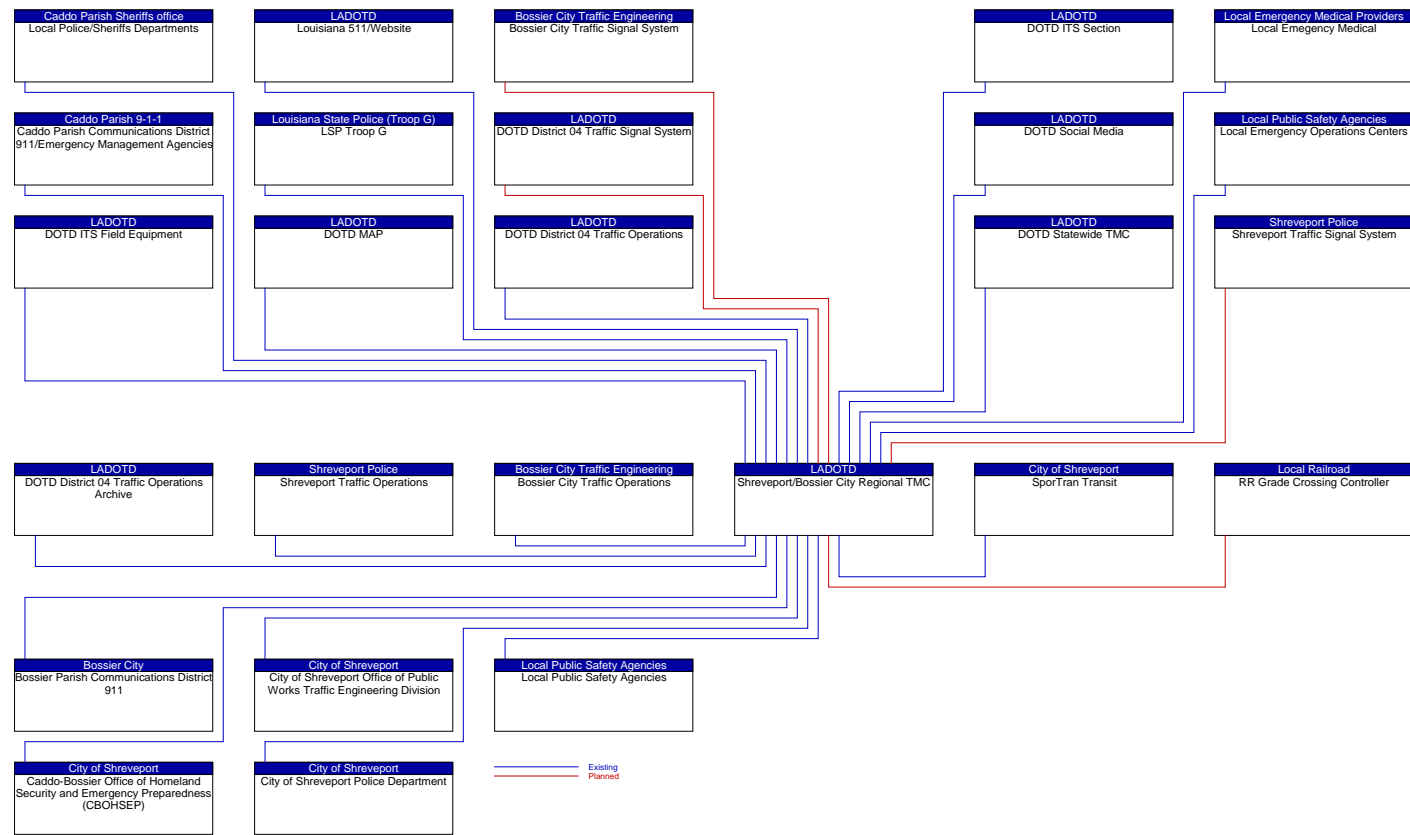 Caddo Parish Sheriffs office
Local Police/Sheriffs Departments
LADOTD
Louisiana 511/Website
Bossier City Traffic Engineering
Bossier City Traffic Signal System
LADOTD
DOTD ITS Section
Local Emergency Medical Providers
Local Emegency Medical
Caddo Parish 9-1-1
Caddo Parish Communications District
911/Emergency Management Agencies
Louisiana State Police (Troop G)
LSP Troop G
LADOTD
DOTD District 04 Traffic Signal System
LADOTD
DOTD Social Media
Local Public Safety Agencies
Local Emergency Operations Centers
LADOTD
DOTD ITS Field Equipment
LADOTD
DOTD MAP
LADOTD
DOTD District 04 Traffic Operations
LADOTD
DOTD Statewide TMC
Shreveport Police
Shreveport Traffic Signal System
LADOTD
DOTD District 04 Traffic Operations
Archive
Shreveport Police
Shreveport Traffic Operations
Bossier City Traffic Engineering
Bossier City Traffic Operations
LADOTD
Shreveport/Bossier City Regional TMC
City of Shreveport
SporTran Transit
Local Railroad
RR Grade Crossing Controller
Bossier City
Bossier Parish Communications District
911
City of Shreveport
City of Shreveport Office of Public
Works Traffic Engineering Division
Local Public Safety Agencies
Local Public Safety Agencies
City of Shreveport
Caddo-Bossier Office of Homeland
Security and Emergency Preparedness
(CBOHSEP)
City of Shreveport
City of Shreveport Police Department
Existing
Planned